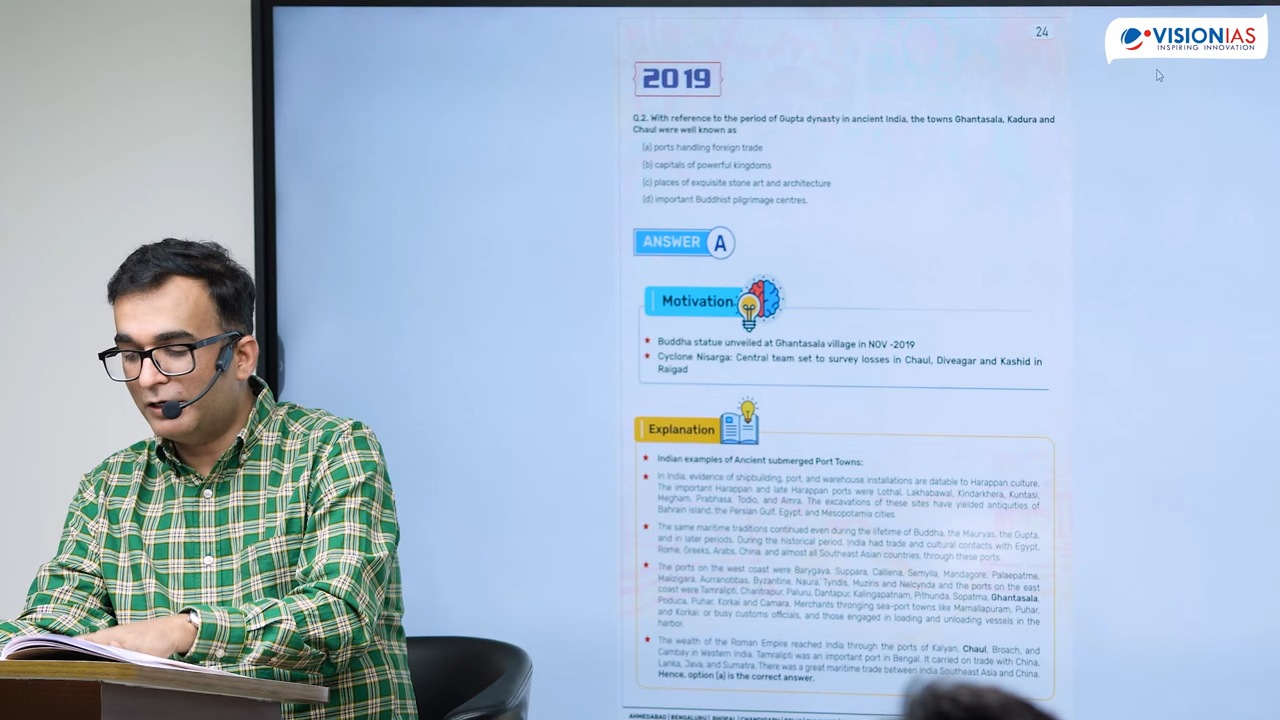 VISIONIAS
INSPIRING INNOVATION
24
2019
Q.2. With reference to the period of Gupta dynasty in ancient India, the towns Ghantasala, Kadura and
Chaul were well known as
(a) ports handling foreign trade
(b) capitals of powerful kingdoms
(c) places of exquisite stone art and architecture
(d) important Buddhist pilgrimage centres.
ANSWER A
Motivation
Buddha statue unveiled at Ghantasala village in NOV -2019
Cyclone Nisarga: Central team set to survey losses in Chaul, Diveagar and Kashid in
Raigad
Explanation
Indian examples of Ancient submerged Port Towns:
In India, evidence of shipbuilding, port, and warehouse installations are datable to Harappan culture.
The important Harappan and late Harappan ports were Lothal, Lakhabawal, Kindarkhera, Kuntasi,
Megham, Prabhasa, Todio, and Amra. The excavations of these sites have yielded antiquities of
Bahrain island, the Persian Gulf, Egypt, and Mesopotamia cities.
The same maritime traditions continued even during the lifetime of Buddha, the Mauryas, the Gupta,
and in later periods. During the historical period, India had trade and cultural contacts with Egypt,
Rome, Greeks, Arabs, China, and almost all Southeast Asian countries, through these ports.
The ports on the west coast were Barygaya, Suppara, Calliena, Semylla, Mandagore, Palaepatme,
Malizigara, Aurranobbas, Byzantine, Naura, Tyndis, Muziris and Nelcynda and the ports on the east
coast were Tamralipti, Charitrapur, Paluru, Dantapur, Kalingapatnam, Pithunda, Sopatma, Ghantasala,
Poduca, Puhar, Korkai and Camara. Merchants thronging sea-port towns like Mamallapuram, Puhar,
and Korkai; or busy customs officials, and those engaged in loading and unloading vessels in the
harbor.
The wealth of the Roman Empire reached India through the ports of Kalyan, Chaul, Broach, and
Cambay in Western India. Tamralipti was an important port in Bengal. It carried on trade with China,
Lanka, Java, and Sumatra. There was a great maritime trade between India Southeast Asia and China.
Hence, option (a) is the correct answer.
AHMEDABAD | BENGALURU | BHOPAL | CHANDIGARH